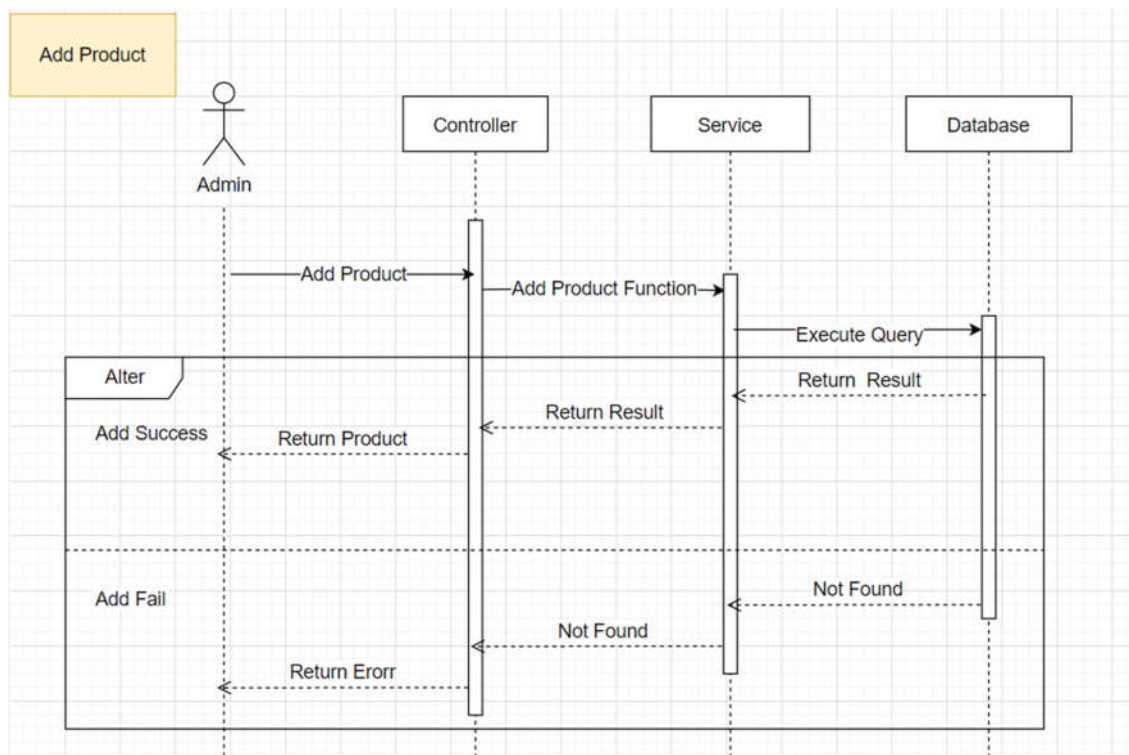 Add Product
Admin
Controller
Service
Database
Add Product
Add Product Function
Execute Query
Alter
Return  Result
Return Result
Add Success
Return Product
Add Fail
Not Found
Not Found
Return Erorr